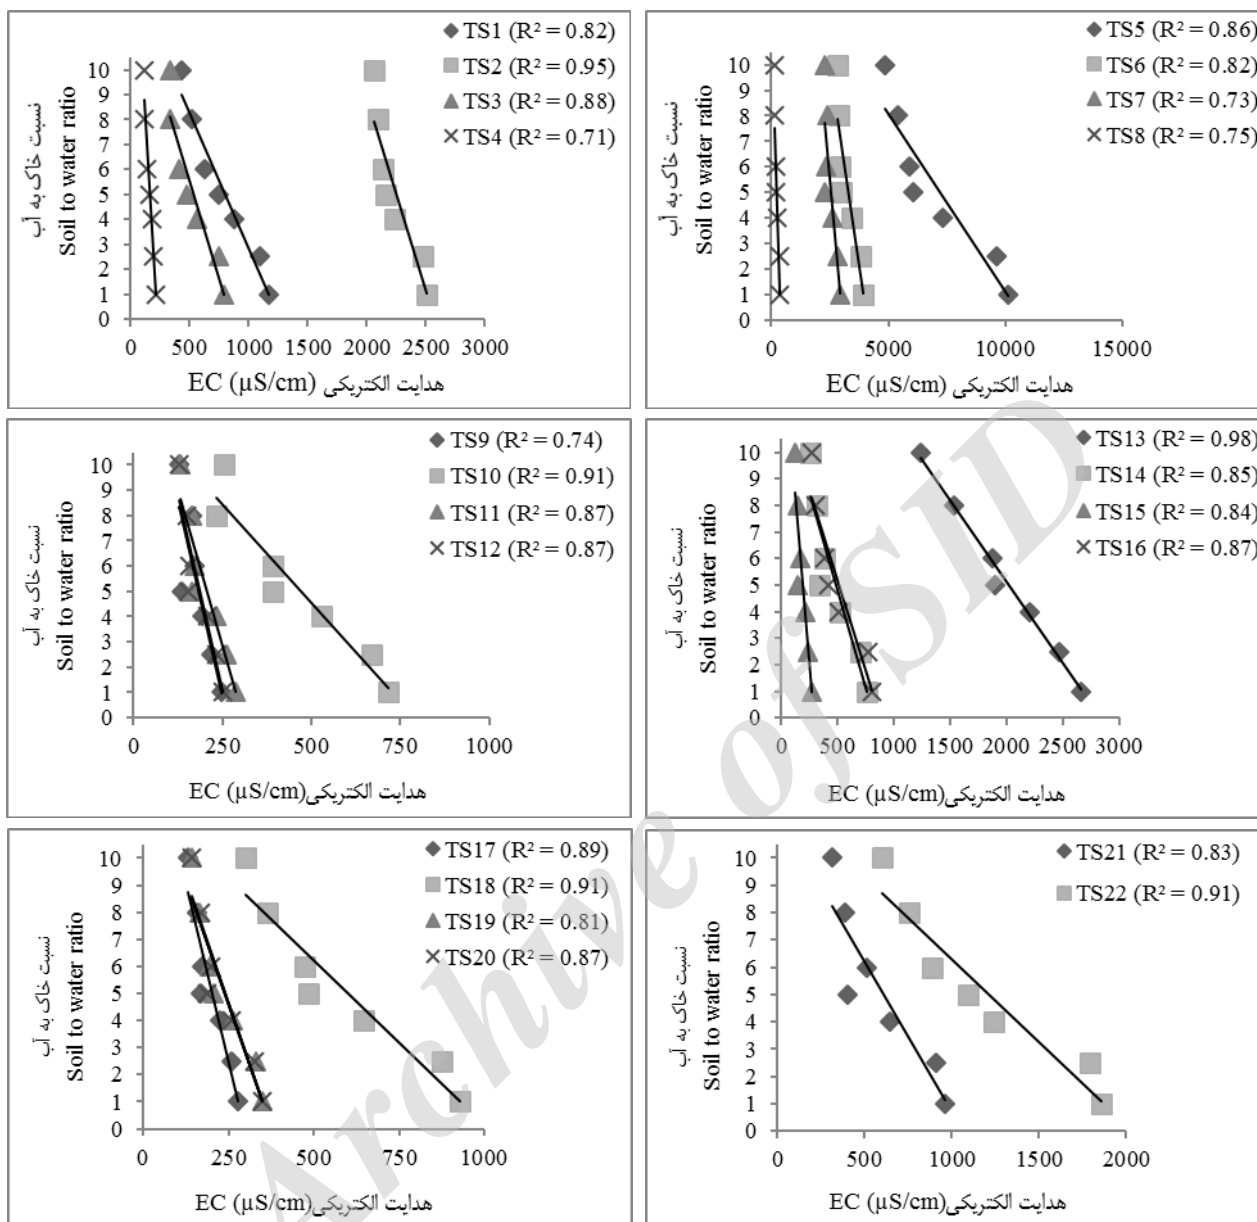 TS1 (R² = 0.82)
TS2 (R² = 0.95)
TS3 (R² = 0.88)
TS4 (R² = 0.71)
10
9
8
7
6
5
4
3
2
1
0
نسبت خاک به آب
Soil to water ratio
0 500 1000 1500 2000 2500 3000
EC (µS/cm) هدایت الکتریکی
TS5 (R² = 0.86)
TS6 (R² = 0.82)
TS7 (R² = 0.73)
TS8 (R² = 0.75)
10
9
8
7
6
5
4
3
2
1
0
نسبت خاک به آب
Soil to water ratio
0 5000 10000 15000
EC (µS/cm) هدایت الکتریکی
TS9 (R² = 0.74)
TS10 (R² = 0.91)
TS11 (R² = 0.87)
TS12 (R² = 0.87)
10
9
8
7
6
5
4
3
2
1
0
نسبت خاک به آب
Soil to water ratio
0 250 500 750 1000
EC (µS/cm)هدایت الکتریکی
TS13 (R² = 0.98)
TS14 (R² = 0.85)
TS15 (R² = 0.84)
TS16 (R² = 0.87)
10
9
8
7
6
5
4
3
2
1
0
نسبت خاک به آب
Soil to water ratio
0 500 1000 1500 2000 2500 3000
EC (µS/cm)هدایت الکتریکی
TS17 (R² = 0.89)
TS18 (R² = 0.91)
TS19 (R² = 0.81)
TS20 (R² = 0.87)
10
9
8
7
6
5
4
3
2
1
0
نسبت خاک به آب
Soil to water ratio
0 250 500 750 1000
EC (µS/cm)هدایت الکتریکی
TS21 (R² = 0.83)
TS22 (R² = 0.91)
10
9
8
7
6
5
4
3
2
1
0
نسبت خاک به آب
Soil to water ratio
0 500 1000 1500 2000
EC (µS/cm)هدایت الکتریکی
Archive of SID